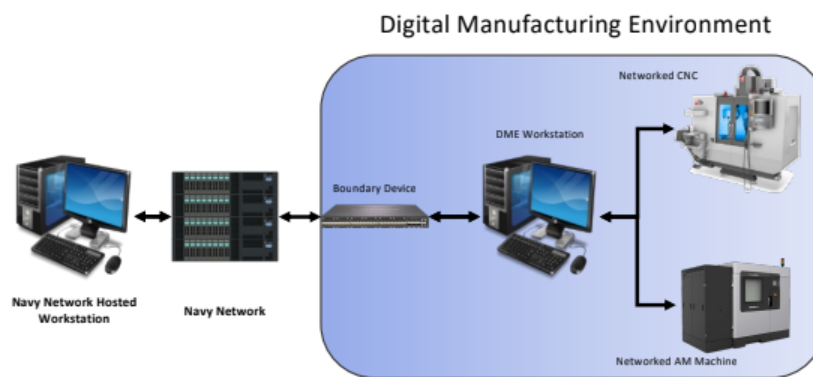 Digital Manufacturing Environment
Networked CNC
DME Workstation
Boundary Device
Navy Network Hosted
Workstation
Navy Network
Networked AM Machine